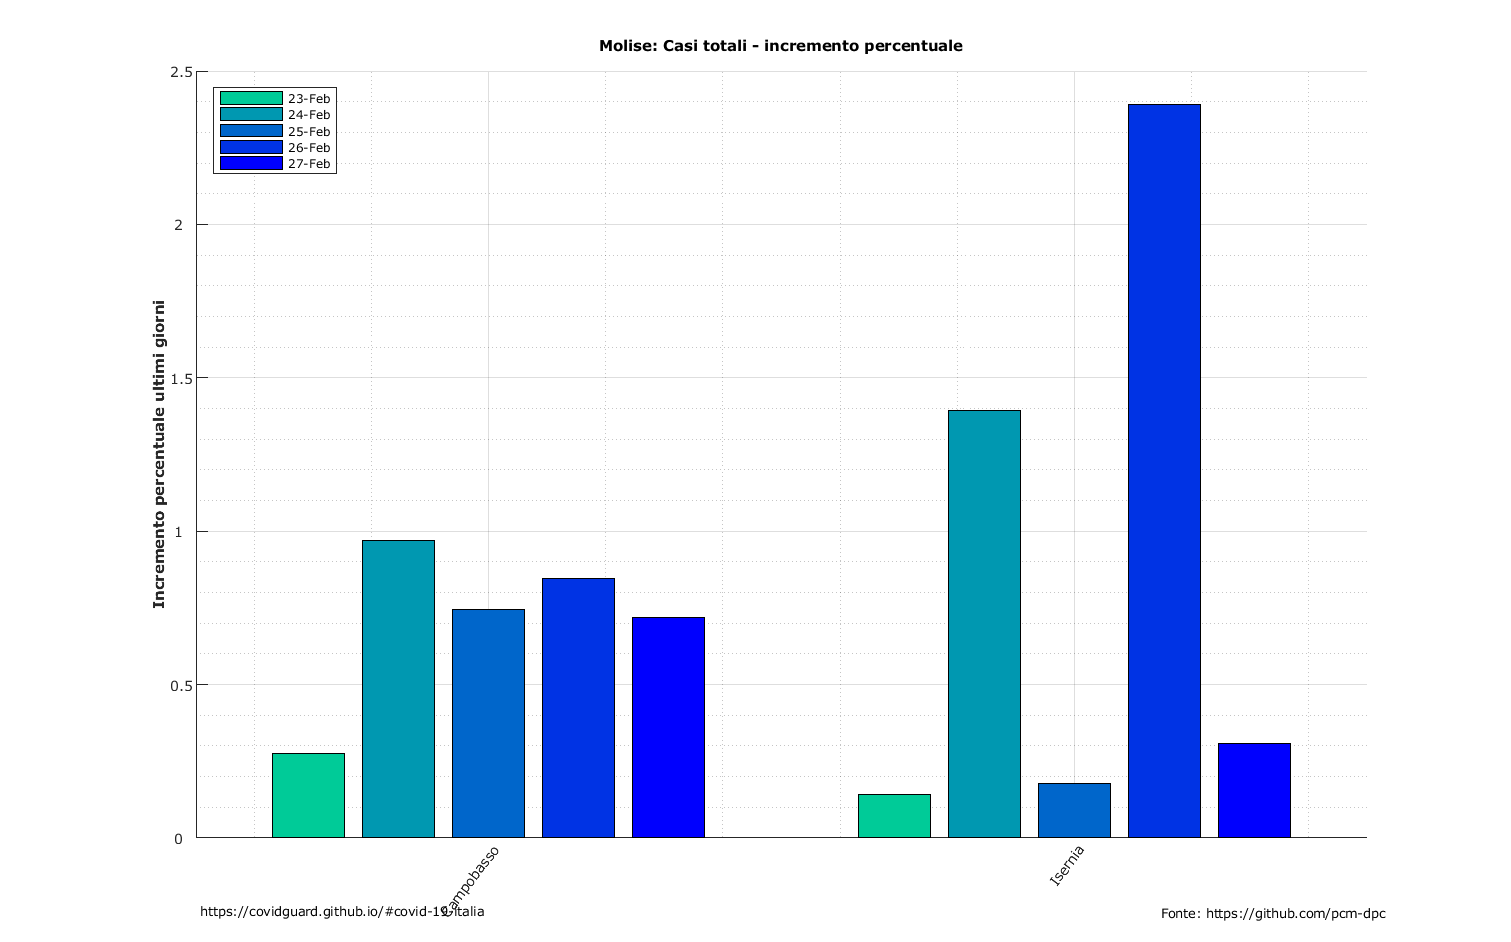 Molise: Casi totali - incremento percentuale
2.5
2
1.5
1
0.5
0
Incremento percentuale ultimi giorni
23-Feb
24-Feb
25-Feb
26-Feb
27-Feb
Campobasso
Isernia
https://covidguard.github.io/#covid-19-italia
Fonte: https://github.com/pcm-dpc